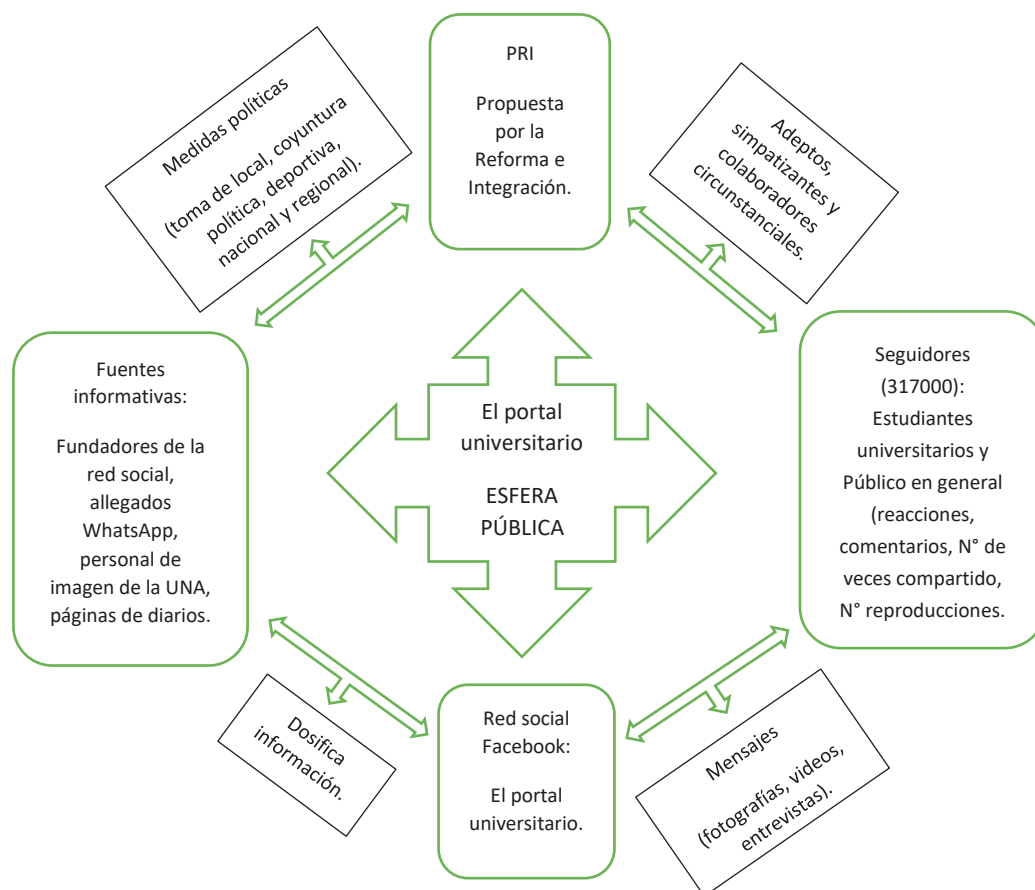 PRI
Propuesta
por la
Reforma e
Integración.
Medidas políticas
(toma de local, coyuntura
política, deportiva,
nacional y regional).
Adeptos,
simpatizantes y
colaboradores
circunstanciales.
Fuentes
informativas:
Fundadores de la
red social,
allegados
WhatsApp,
personal de
imagen de la UNA,
páginas de diarios.
El portal
universitario
ESFERA
PÚBLICA
Seguidores
(317000):
Estudiantes
universitarios y
Público en general
(reacciones,
comentarios, N° de
veces compartido,
N° reproducciones.
Dosifica
información.
Red social
Facebook:
El portal
universitario.
Mensajes
(fotografías, videos,
entrevistas).